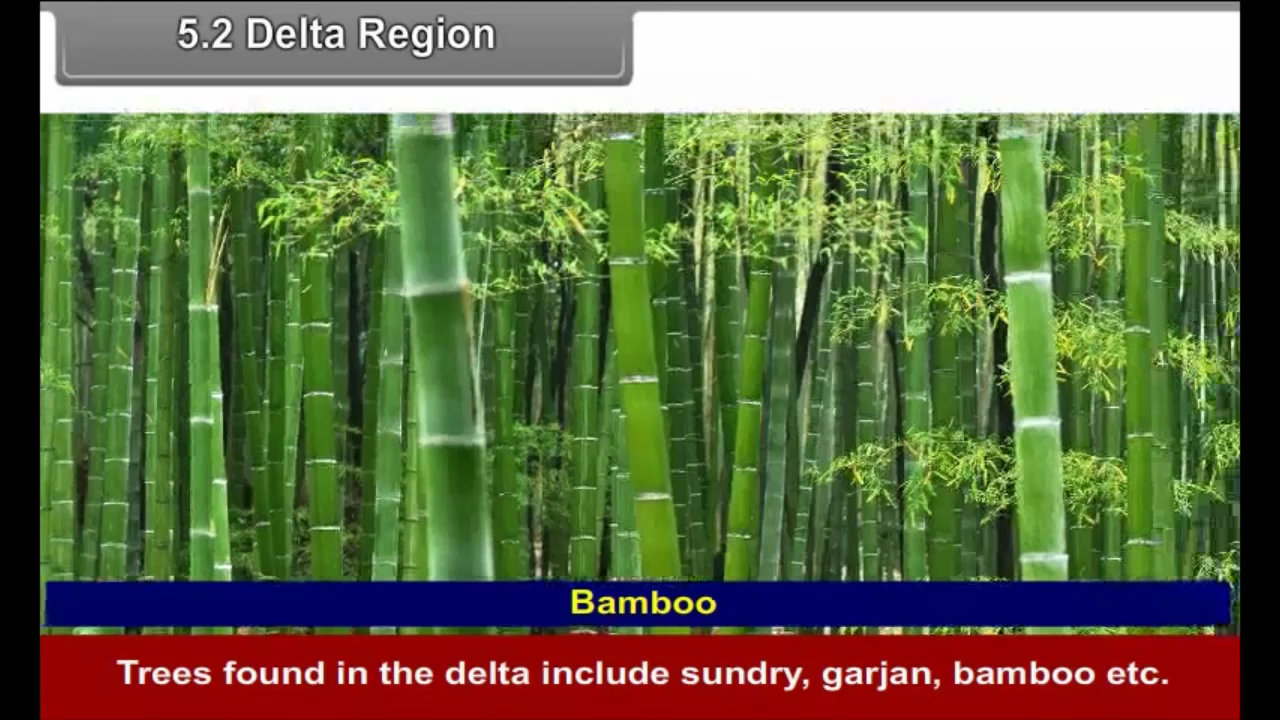 5.2 Delta Region
Bamboo
Trees found in the delta include sundry, garjan, bamboo etc.